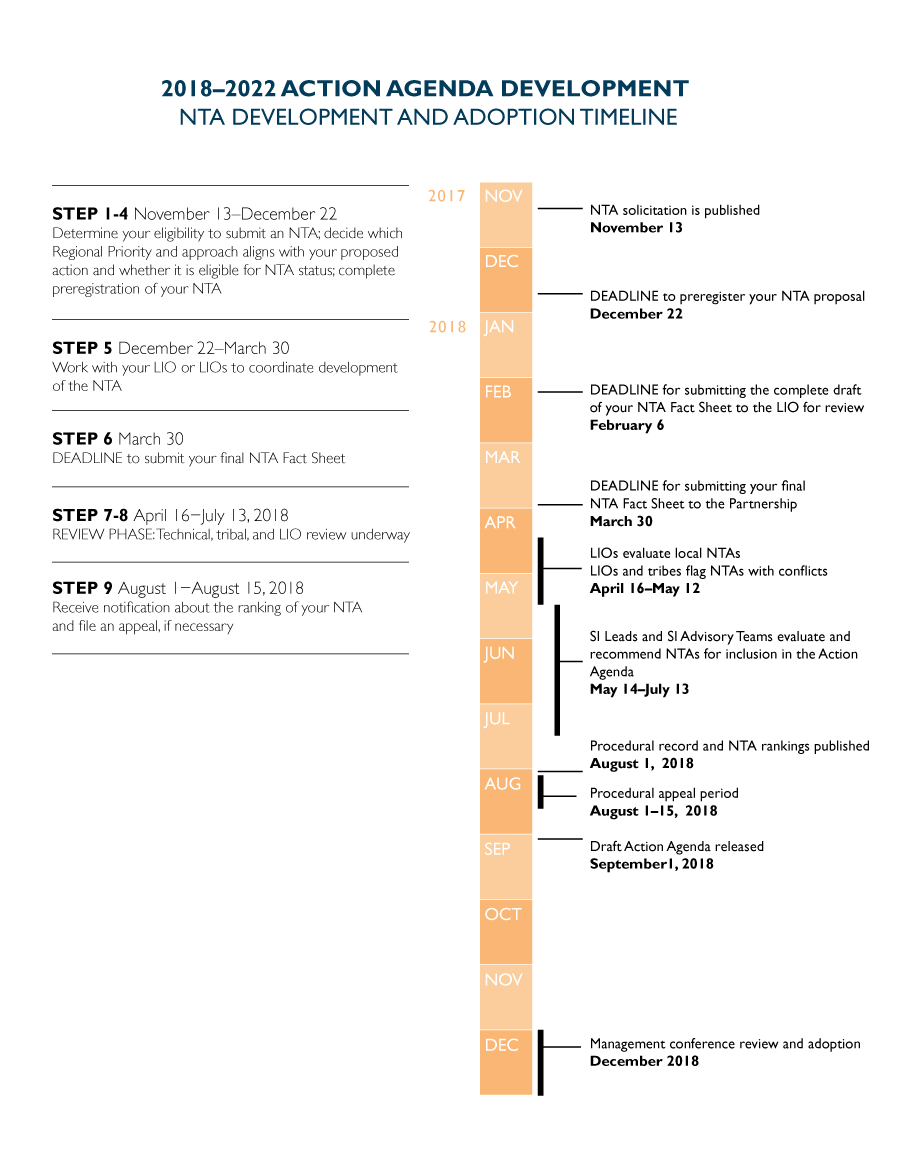 2018–2022 ACTION AGENDA DEVELOPMENT
NTA DEVELOPMENT AND ADOPTION TIMELINE
STEP 1-4 November 13–December 22
Determine your eligibility to submit an NTA; decide which
Regional Priority and approach aligns with your proposed
action and whether it is eligible for NTA status; complete
preregistration of your NTA
STEP 5 December 22–March 30
Work with your LIO or LIOs to coordinate development
of the NTA
STEP 6 March 30
DEADLINE to submit your final NTA Fact Sheet
STEP 7-8 April 16–July 13, 2018
REVIEW PHASE: Technical, tribal, and LIO review underway
STEP 9 August 1–August 15, 2018
Receive notification about the ranking of your NTA
and file an appeal, if necessary
2017
NOV
NTA solicitation is published
November 13
DEC
DEADLINE to preregister your NTA proposal
December 22
2018
JAN
FEB
DEADLINE for submitting the complete draft
of your NTA Fact Sheet to the LIO for review
February 6
MAR
DEADLINE for submitting your final
NTA Fact Sheet to the Partnership
March 30
APR
LIOs evaluate local NTAs
LIOs and tribes flag NTAs with conflicts
April 16–May 12
MAY
SI Leads and SI Advisory Teams evaluate and
recommend NTAs for inclusion in the Action
Agenda
May 14–July 13
JUN
JUL
Procedural record and NTA rankings published
August 1, 2018
AUG
Procedural appeal period
August 1–15, 2018
SEP
Draft Action Agenda released
September1, 2018
OCT
NOV
DEC
Management conference review and adoption
December 2018